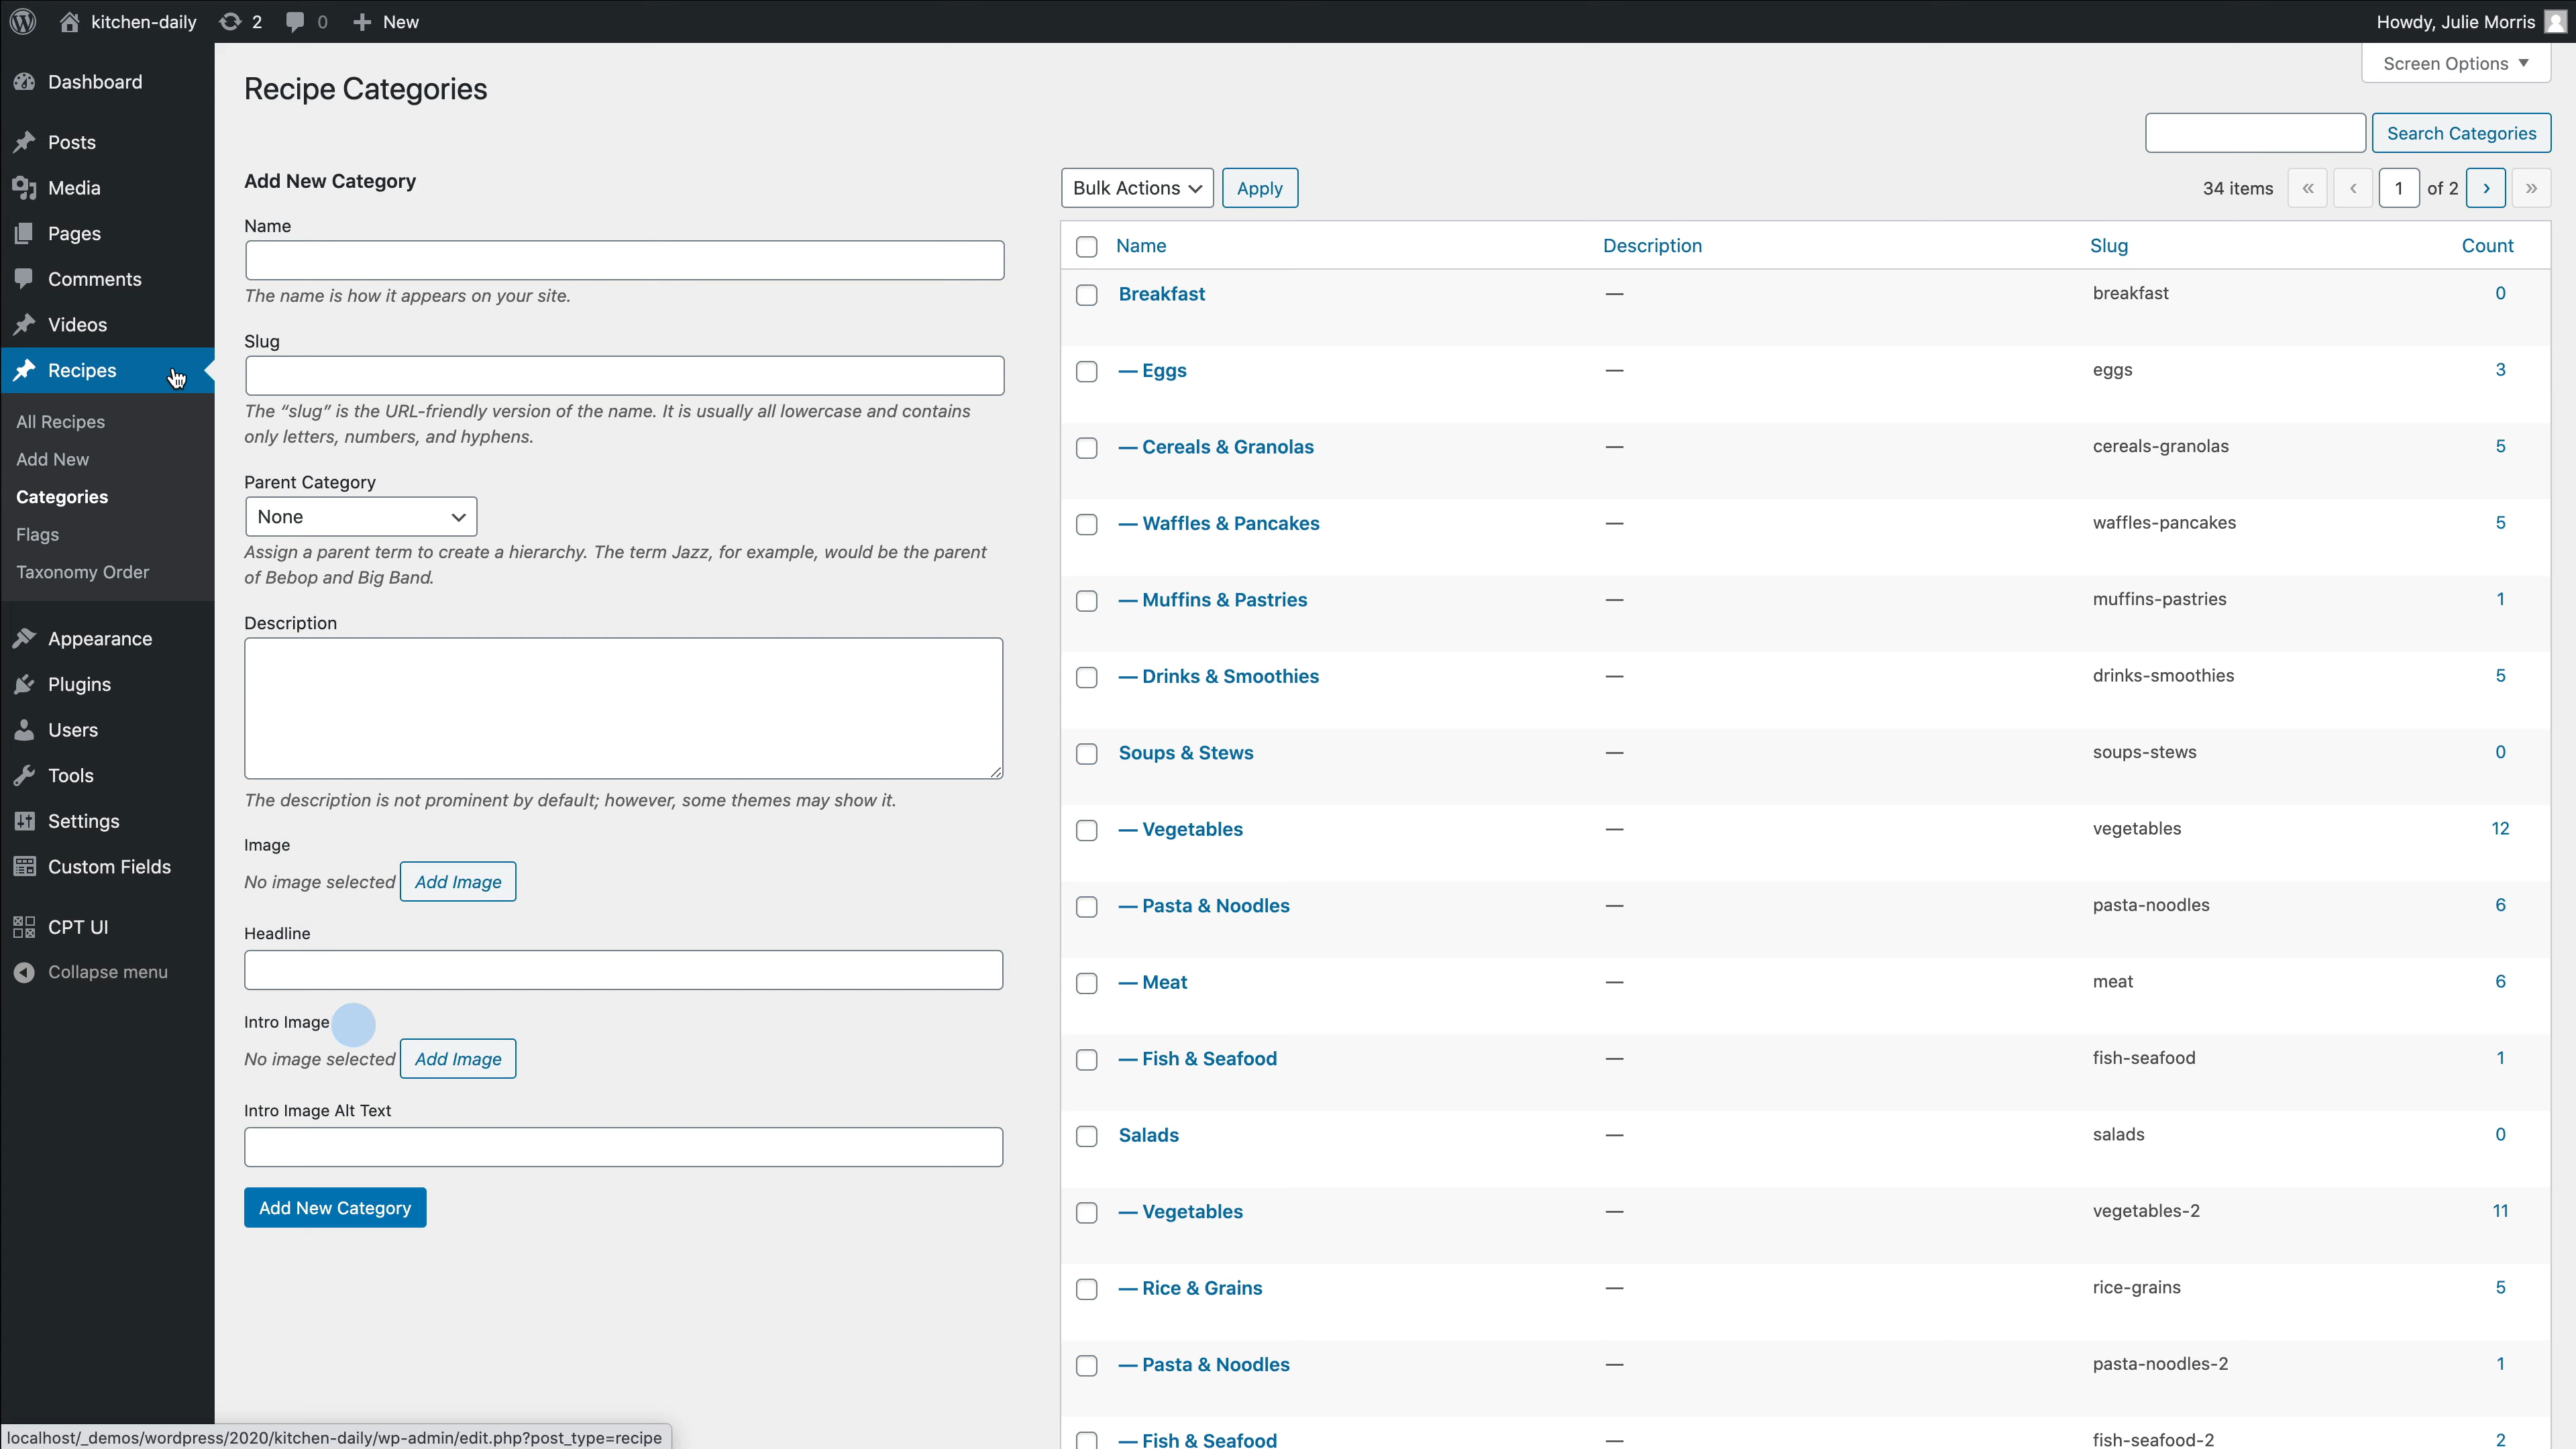 kitchen-daily 2 0 New Howdy, Julie Morris
Screen Options
Dashboard
Posts
Media
Pages
Comments
Videos
Recipes
All Recipes
Add New
Categories
Flags
Taxonomy Order
Appearance
Plugins
Users
Tools
Settings
Custom Fields
CPT UI
Collapse menu
Recipe Categories
Add New Category
Name
The name is how it appears on your site.
Slug
The “slug” is the URL-friendly version of the name. It is usually all lowercase and contains
only letters, numbers, and hyphens.
Parent Category
None
Assign a parent term to create a hierarchy. The term Jazz, for example, would be the parent
of Bebop and Big Band.
Description
The description is not prominent by default; however, some themes may show it.
Image
No image selected Add Image
Headline
Intro Image
No image selected Add Image
Intro Image Alt Text
Add New Category
Search Categories
Bulk Actions Apply 34 items « ‹ 1 of 2 › »
Name Description Slug Count
Breakfast — breakfast 0
— Eggs — eggs 3
— Cereals & Granolas — cereals-granolas 5
— Waffles & Pancakes — waffles-pancakes 5
— Muffins & Pastries — muffins-pastries 1
— Drinks & Smoothies — drinks-smoothies 5
Soups & Stews — soups-stews 0
— Vegetables — vegetables 12
— Pasta & Noodles — pasta-noodles 6
— Meat — meat 6
— Fish & Seafood — fish-seafood 1
Salads — salads 0
— Vegetables — vegetables-2 11
— Rice & Grains — rice-grains 5
— Pasta & Noodles — pasta-noodles-2 1
— Fish & Seafood — fish-seafood-2 2
localhost/_demos/wordpress/2020/kitchen-daily/wp-admin/edit.php?post_type=recipe